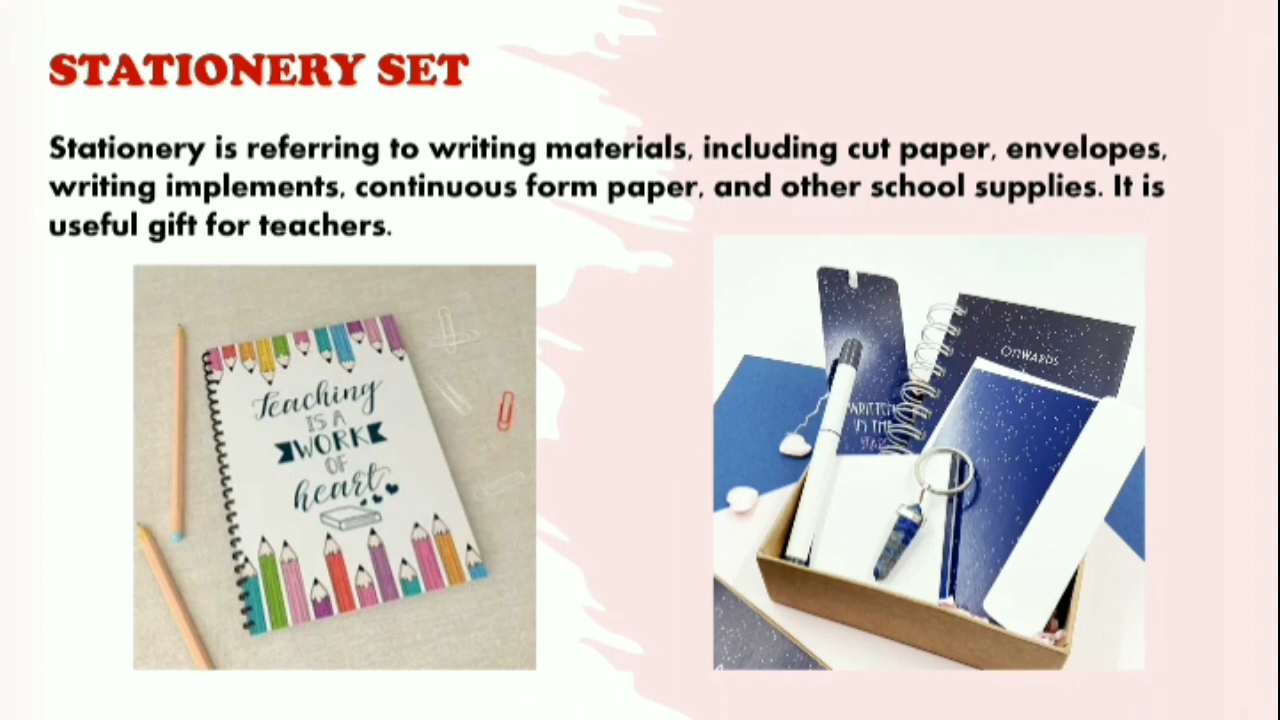 STATIONERY SET
Stationery is referring to writing materials, including cut paper, envelopes,
writing implements, continuous form paper, and other school supplies. It is
useful gift for teachers.
Teaching
IS A
WORK
OF
heart
ONWARDS
WRITTEN
IN THE
STARS